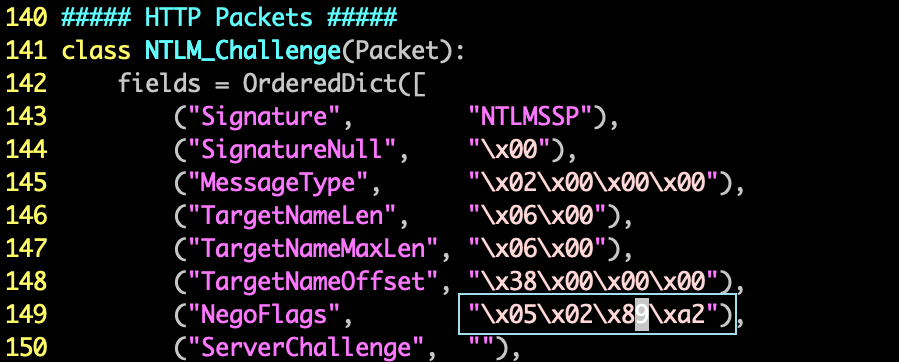 140 ##### HTTP Packets #####
141 class NTLM_Challenge(Packet):
142     fields = OrderedDict([
143         ("Signature",        "NTLMSSP"),
144         ("SignatureNull",    "\x00"),
145         ("MessageType",      "\x02\x00\x00\x00"),
146         ("TargetNameLen",    "\x06\x00"),
147         ("TargetNameMaxLen", "\x06\x00"),
148         ("TargetNameOffset", "\x38\x00\x00\x00"),
149         ("NegoFlags",        "\x05\x02\x89\xa2"),
150         ("ServerChallenge",  ""),